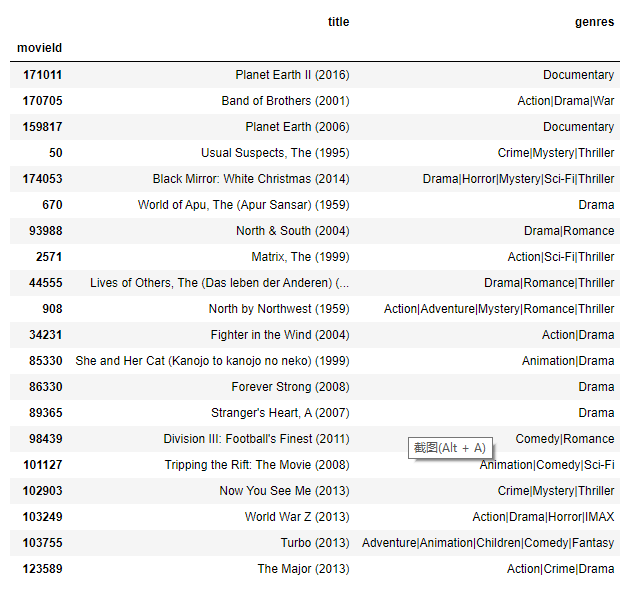 title genres
movieId
171011 Planet Earth II (2016) Documentary
170705 Band of Brothers (2001) Action|Drama|War
159817 Planet Earth (2006) Documentary
50 Usual Suspects, The (1995) Crime|Mystery|Thriller
174053 Black Mirror: White Christmas (2014) Drama|Horror|Mystery|Sci-Fi|Thriller
670 World of Apu, The (Apur Sansar) (1959) Drama
93988 North & South (2004) Drama|Romance
2571 Matrix, The (1999) Action|Sci-Fi|Thriller
44555 Lives of Others, The (Das leben der Anderen) (... Drama|Romance|Thriller
908 North by Northwest (1959) Action|Adventure|Mystery|Romance|Thriller
34231 Fighter in the Wind (2004) Action|Drama
85330 She and Her Cat (Kanojo to kanojo no neko) (1999) Animation|Drama
86330 Forever Strong (2008) Drama
89365 Stranger's Heart, A (2007) Drama
98439 Division III: Football's Finest (2011) Comedy|Romance
截图(Alt + A)
101127 Tripping the Rift: The Movie (2008) Animation|Comedy|Sci-Fi
102903 Now You See Me (2013) Crime|Mystery|Thriller
103249 World War Z (2013) Action|Drama|Horror|IMAX
103755 Turbo (2013) Adventure|Animation|Children|Comedy|Fantasy
123589 The Major (2013) Action|Crime|Drama